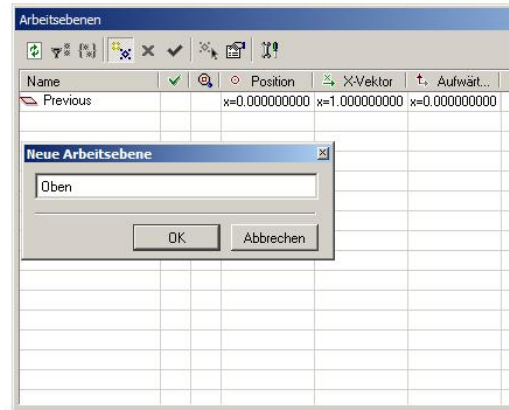 Arbeitsebenen
Name Position X-Vektor Aufwärt...
Previous x=0.000000000 x=1.000000000 x=0.000000000
Neue Arbeitsebene
Oben
OK Abbrechen